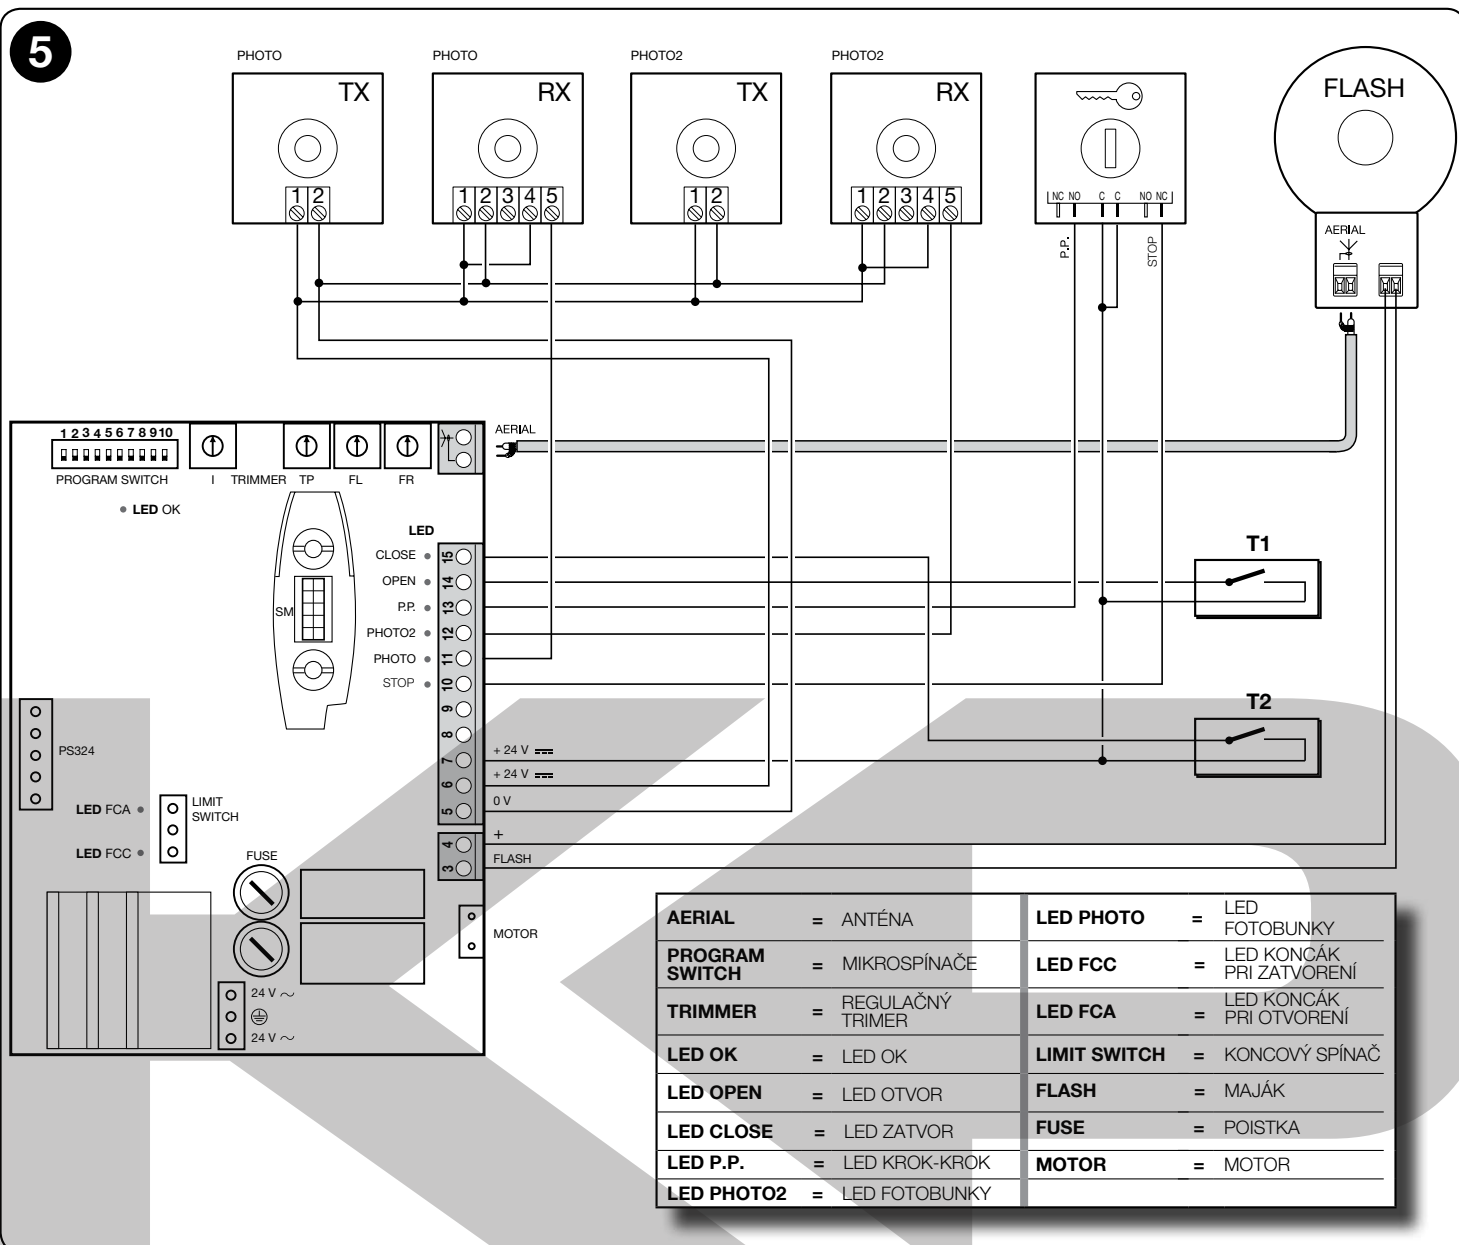 5
PHOTO PHOTO PHOTO2 PHOTO2
TX RX TX RX FLASH
1 2 1 2 3 4 5 1 2 1 2 3 4 5
NC NO C C NO NC
P.P. STOP
AERIAL
1 2 3 4 5 6 7 8 9 10
PROGRAM SWITCH I TRIMMER TP FL FR
AERIAL
LED OK
LED
CLOSE 15
OPEN 14
P.P. 13
PHOTO2 12
PHOTO 11
STOP 10
9
8
7 + 24 V
6 + 24 V
5 0 V
4 +
3 FLASH
SM
T1
T2
PS324
LED FCA
LIMIT
SWITCH
LED FCC
FUSE
MOTOR
24 V ~
24 V ~
AERIAL = ANTÉNA
PROGRAM
SWITCH = MIKROSPÍNAČE
TRIMMER = REGULAČNÝ
TRIMER
LED OK = LED OK
LED OPEN = LED OTVOR
LED CLOSE = LED ZATVOR
LED P.P. = LED KROK-KROK
LED PHOTO2 = LED FOTOBUNKY
LED PHOTO = LED
FOTOBUNKY
LED FCC = LED KONCÁK
PRI ZATVORENÍ
LED FCA = LED KONCÁK
PRI OTVORENÍ
LIMIT SWITCH = KONCOVÝ SPÍNAČ
FLASH = MAJÁK
FUSE = POISTKA
MOTOR = MOTOR